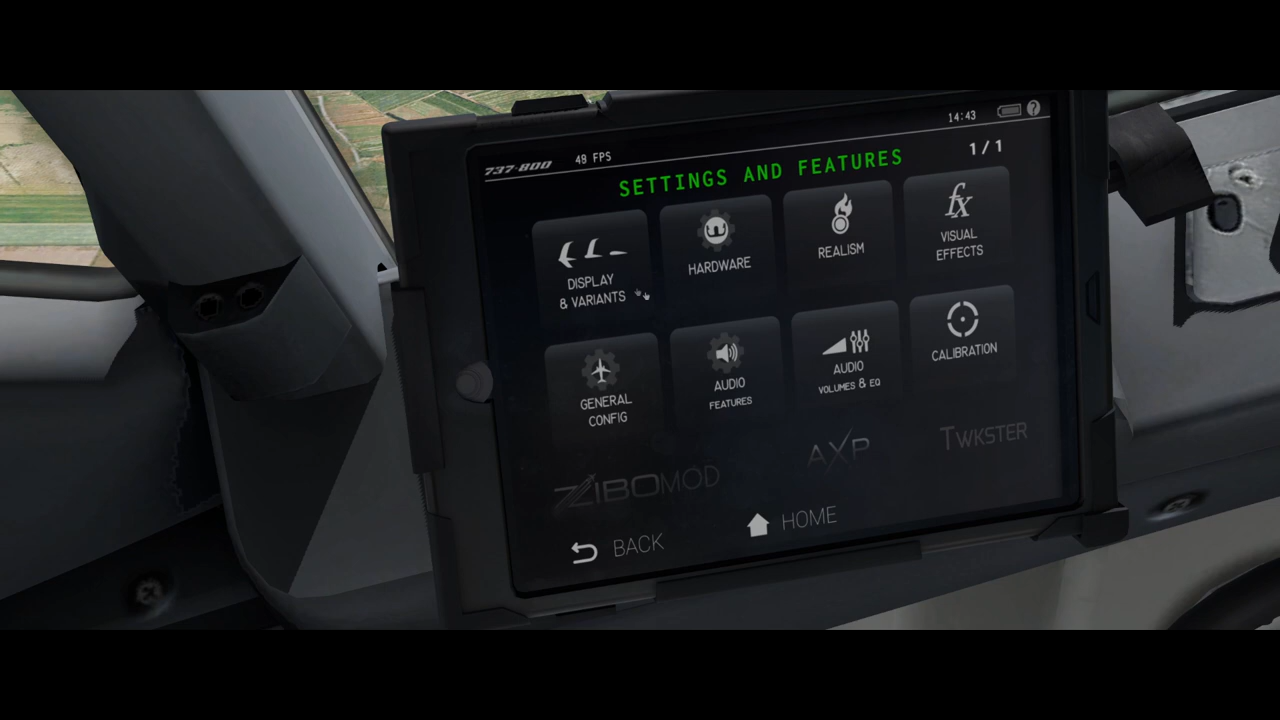 737-800
48 FPS
14:43
?
SETTINGS AND FEATURES
1 / 1
DISPLAY
& VARIANTS
HARDWARE
REALISM
fx
VISUAL
EFFECTS
GENERAL
CONFIG
AUDIO
FEATURES
AUDIO
VOLUMES & EQ
CALIBRATION
ZIBOMOD
AXP
TWKSTER
BACK
HOME